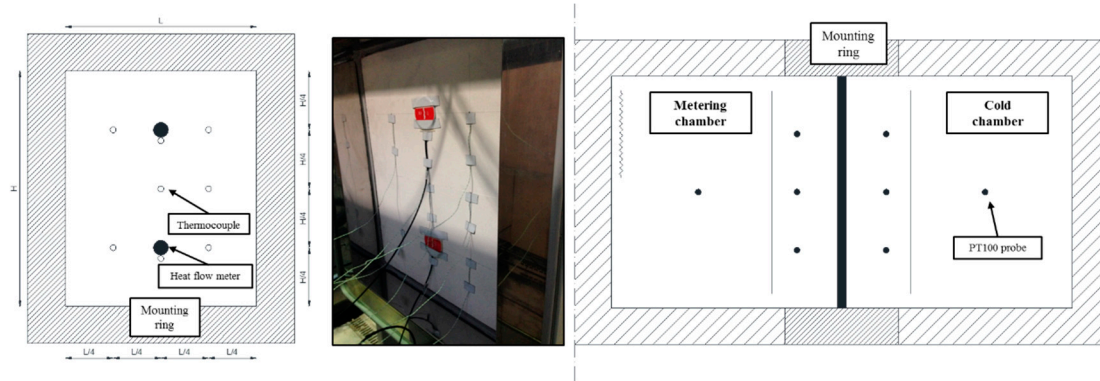 L
H
H/4
H/4
H/4
H/4
Thermocouple
Heat flow meter
Mounting
ring
L/4
L/4
L/4
L/4
Mounting
ring
Metering
chamber
Cold
chamber
PT100 probe